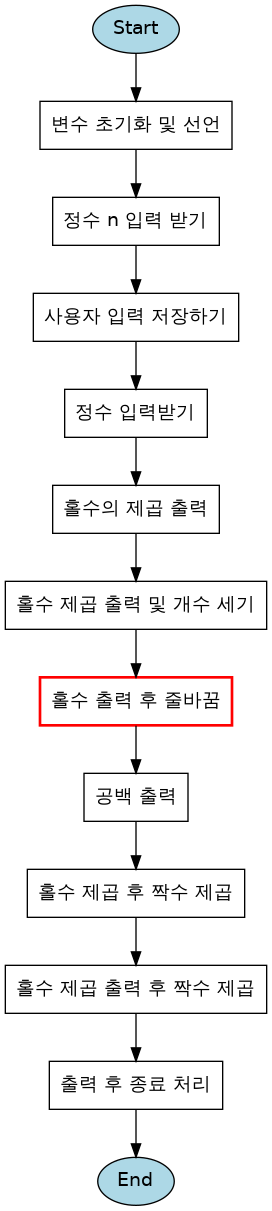 Start
변수 초기화 및 선언
정수 n 입력 받기
사용자 입력 저장하기
정수 입력받기
홀수의 제곱 출력
홀수 제곱 출력 및 개수 세기
홀수 출력 후 줄바꿈
공백 출력
홀수 제곱 후 짝수 제곱
홀수 제곱 출력 후 짝수 제곱
출력 후 종료 처리
End